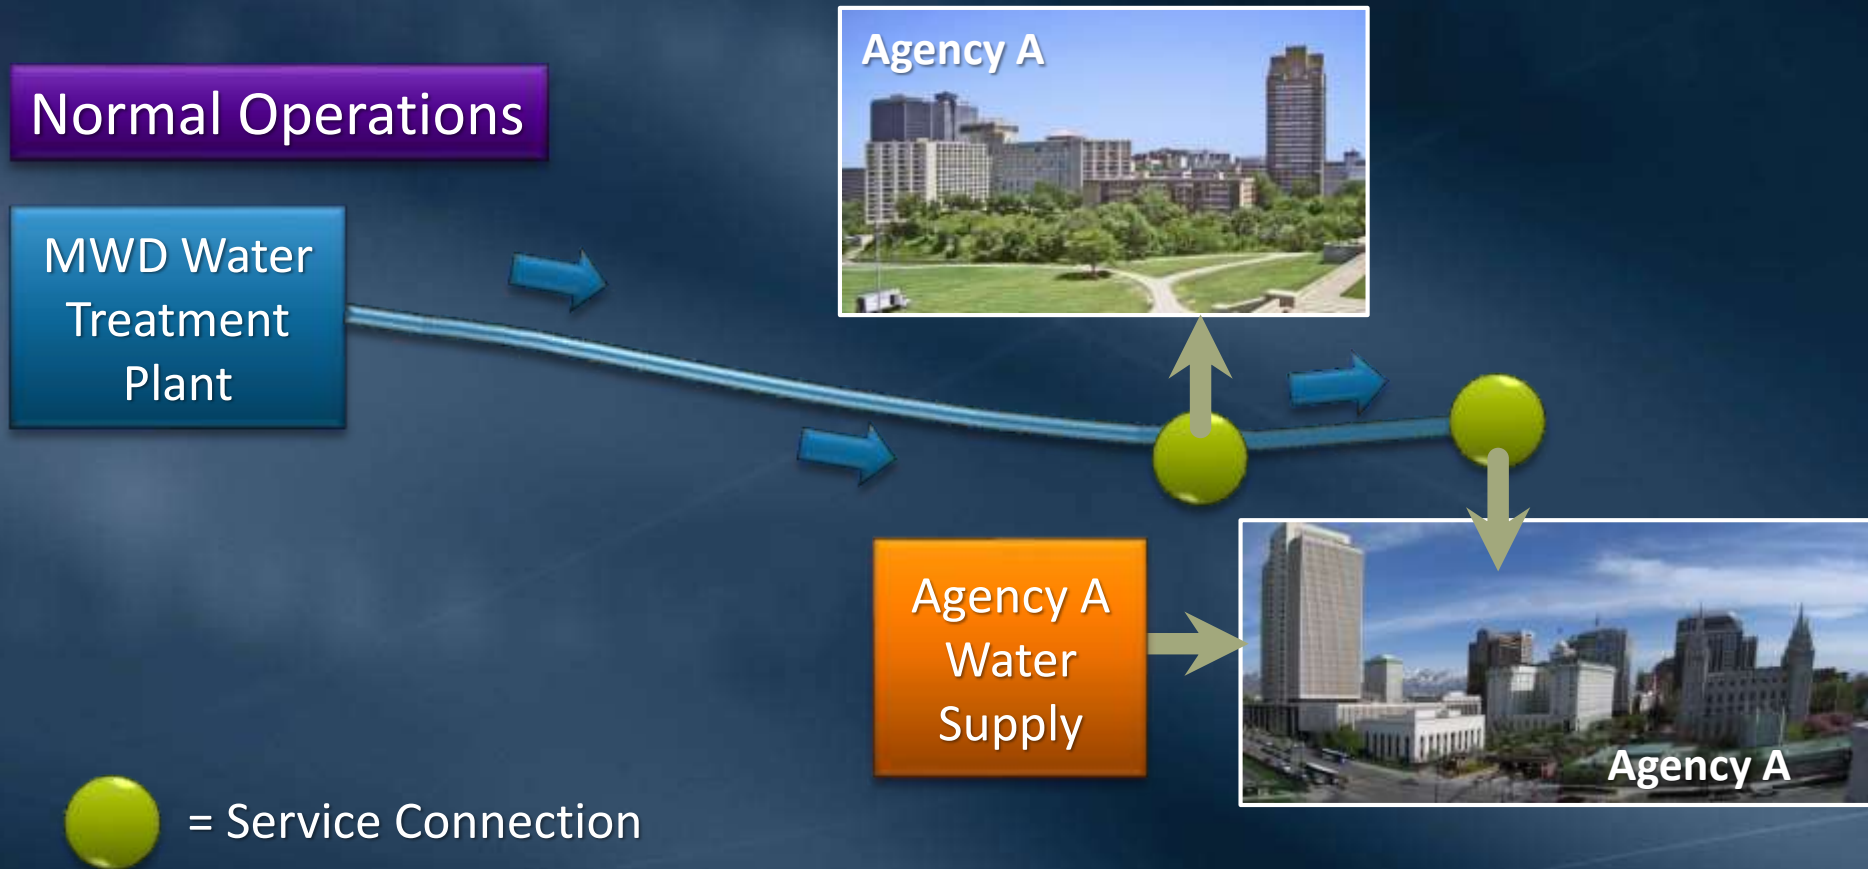 Normal Operations
MWD Water
Treatment
Plant
Agency A
Agency A
Water
Supply
Agency A
= Service Connection